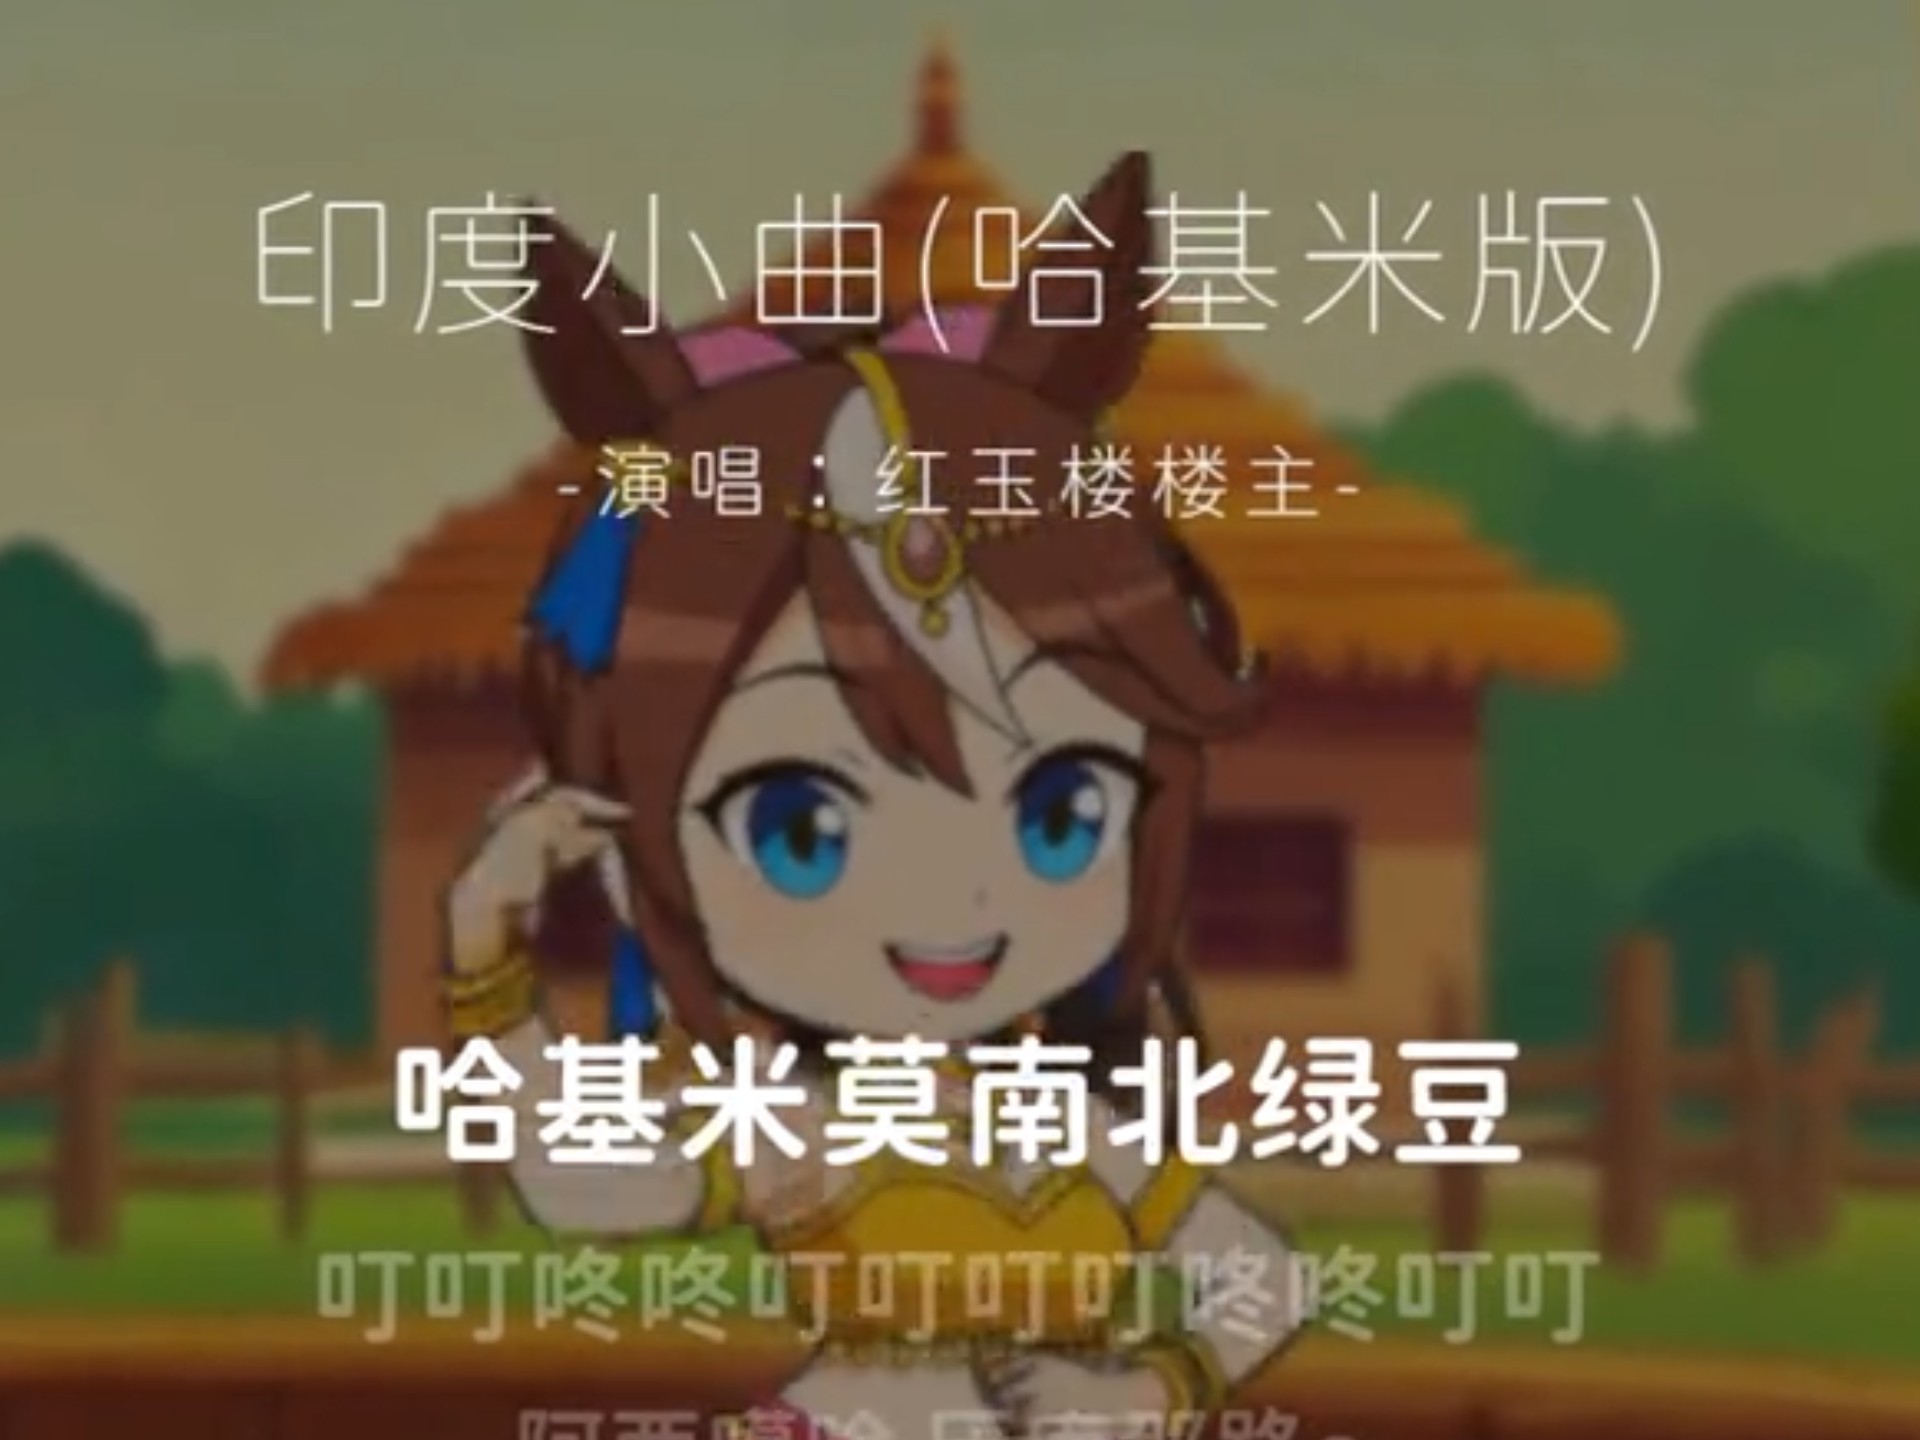 印度小曲(哈基米版)
-演唱：红玉楼楼主-
哈基米莫南北绿豆
叮叮咚咚叮叮叮叮咚咚叮叮